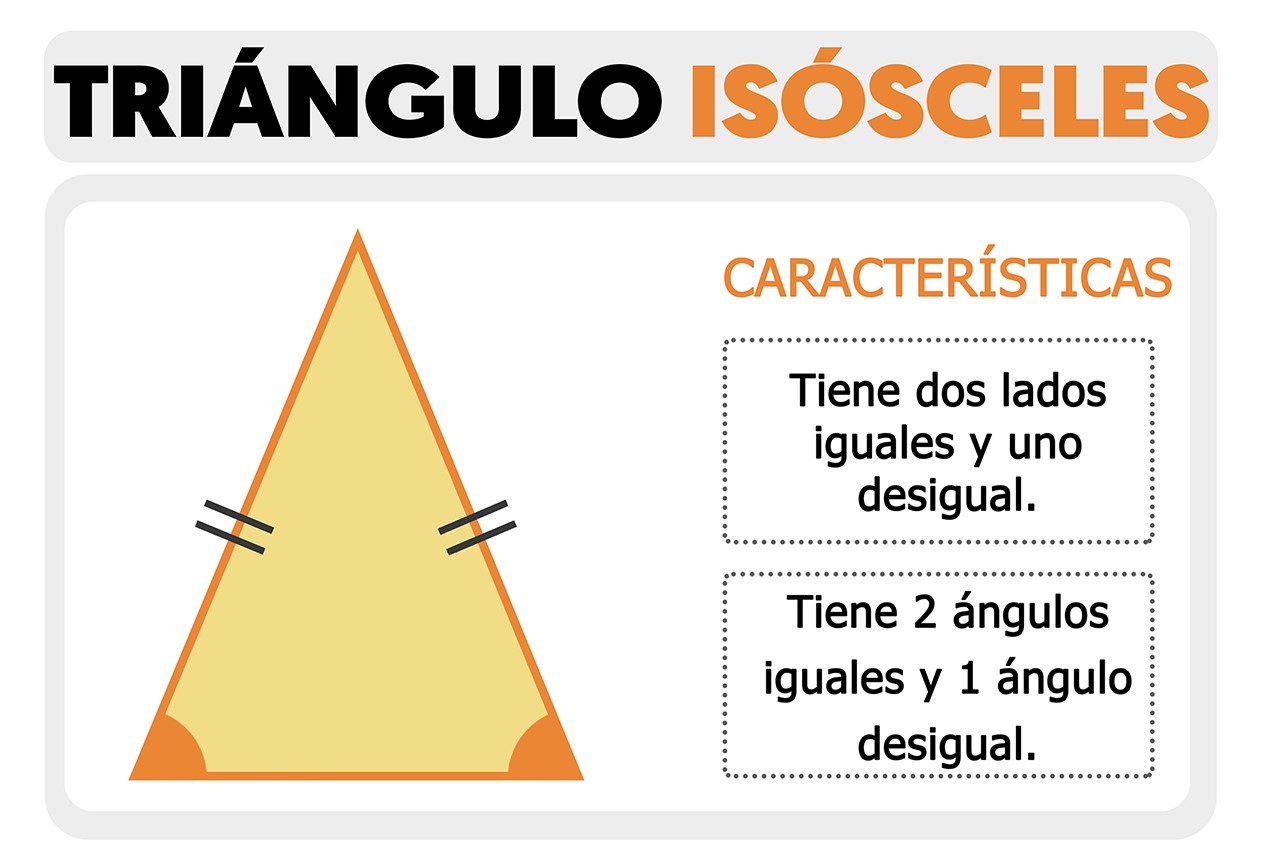 TRIÁNGULO ISÓSCELES
CARACTERÍSTICAS
Tiene dos lados
iguales y uno
desigual.
Tiene 2 ángulos
iguales y 1 ángulo
desigual.